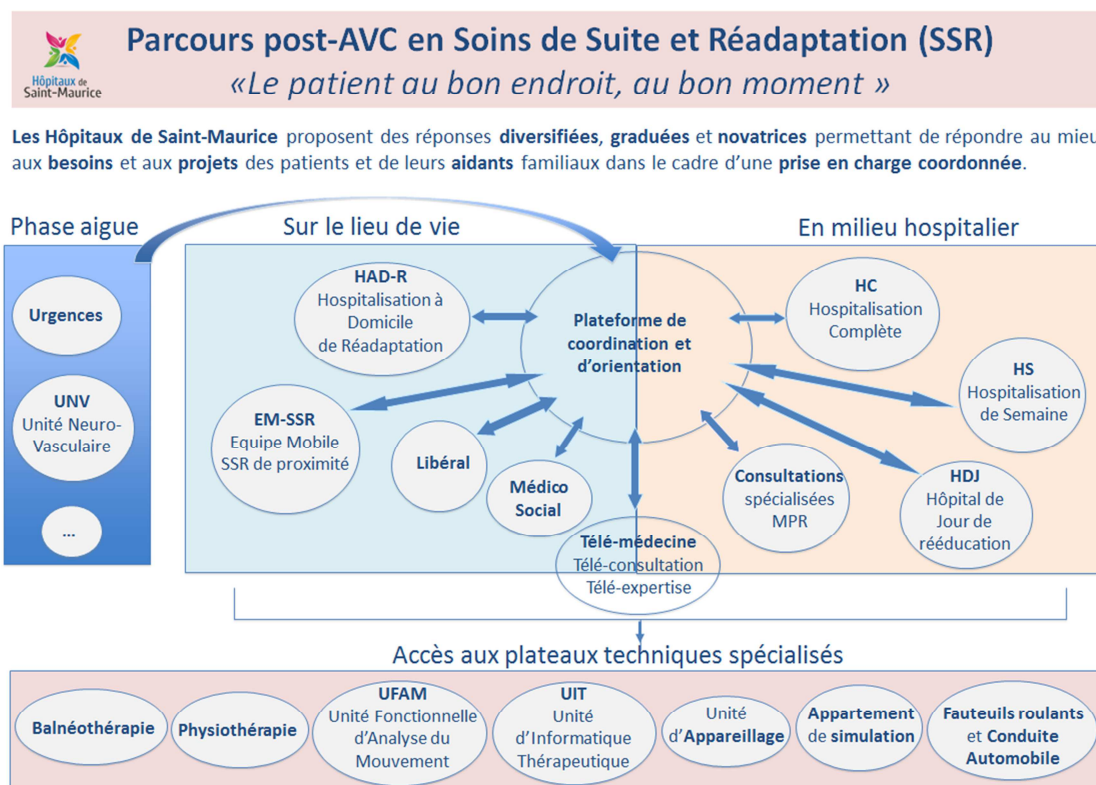 Parcours post-AVC en Soins de Suite et Réadaptation (SSR)
«Le patient au bon endroit, au bon moment »
Hôpitaux de
Saint-Maurice
Les Hôpitaux de Saint-Maurice proposent des réponses diversifiées, graduées et novatrices permettant de répondre au mieu
aux besoins et aux projets des patients et de leurs aidants familiaux dans le cadre d'une prise en charge coordonnée.
Phase aigue
Sur le lieu de vie
En milieu hospitalier
Urgences
UNV
Unité Neuro-
Vasculaire
...
HAD-R
Hospitalisation à
Domicile
de Réadaptation
EM-SSR
Equipe Mobile
SSR de proximité
Libéral
Médico
Social
Plateforme de
coordination et
d'orientation
Télé-médecine
Télé-consultation
Télé-expertise
HC
Hospitalisation
Complète
HS
Hospitalisation
de Semaine
Consultations
spécialisées
MPR
HDJ
Hôpital de
Jour de
rééducation
Accès aux plateaux techniques spécialisés
Balnéothérapie
Physiothérapie
UFAM
Unité Fonctionnelle
d'Analyse du
Mouvement
UIT
Unité
d'Informatique
Thérapeutique
Unité
d'Appareillage
Appartement
de simulation
Fauteuils roulants
et Conduite
Automobile